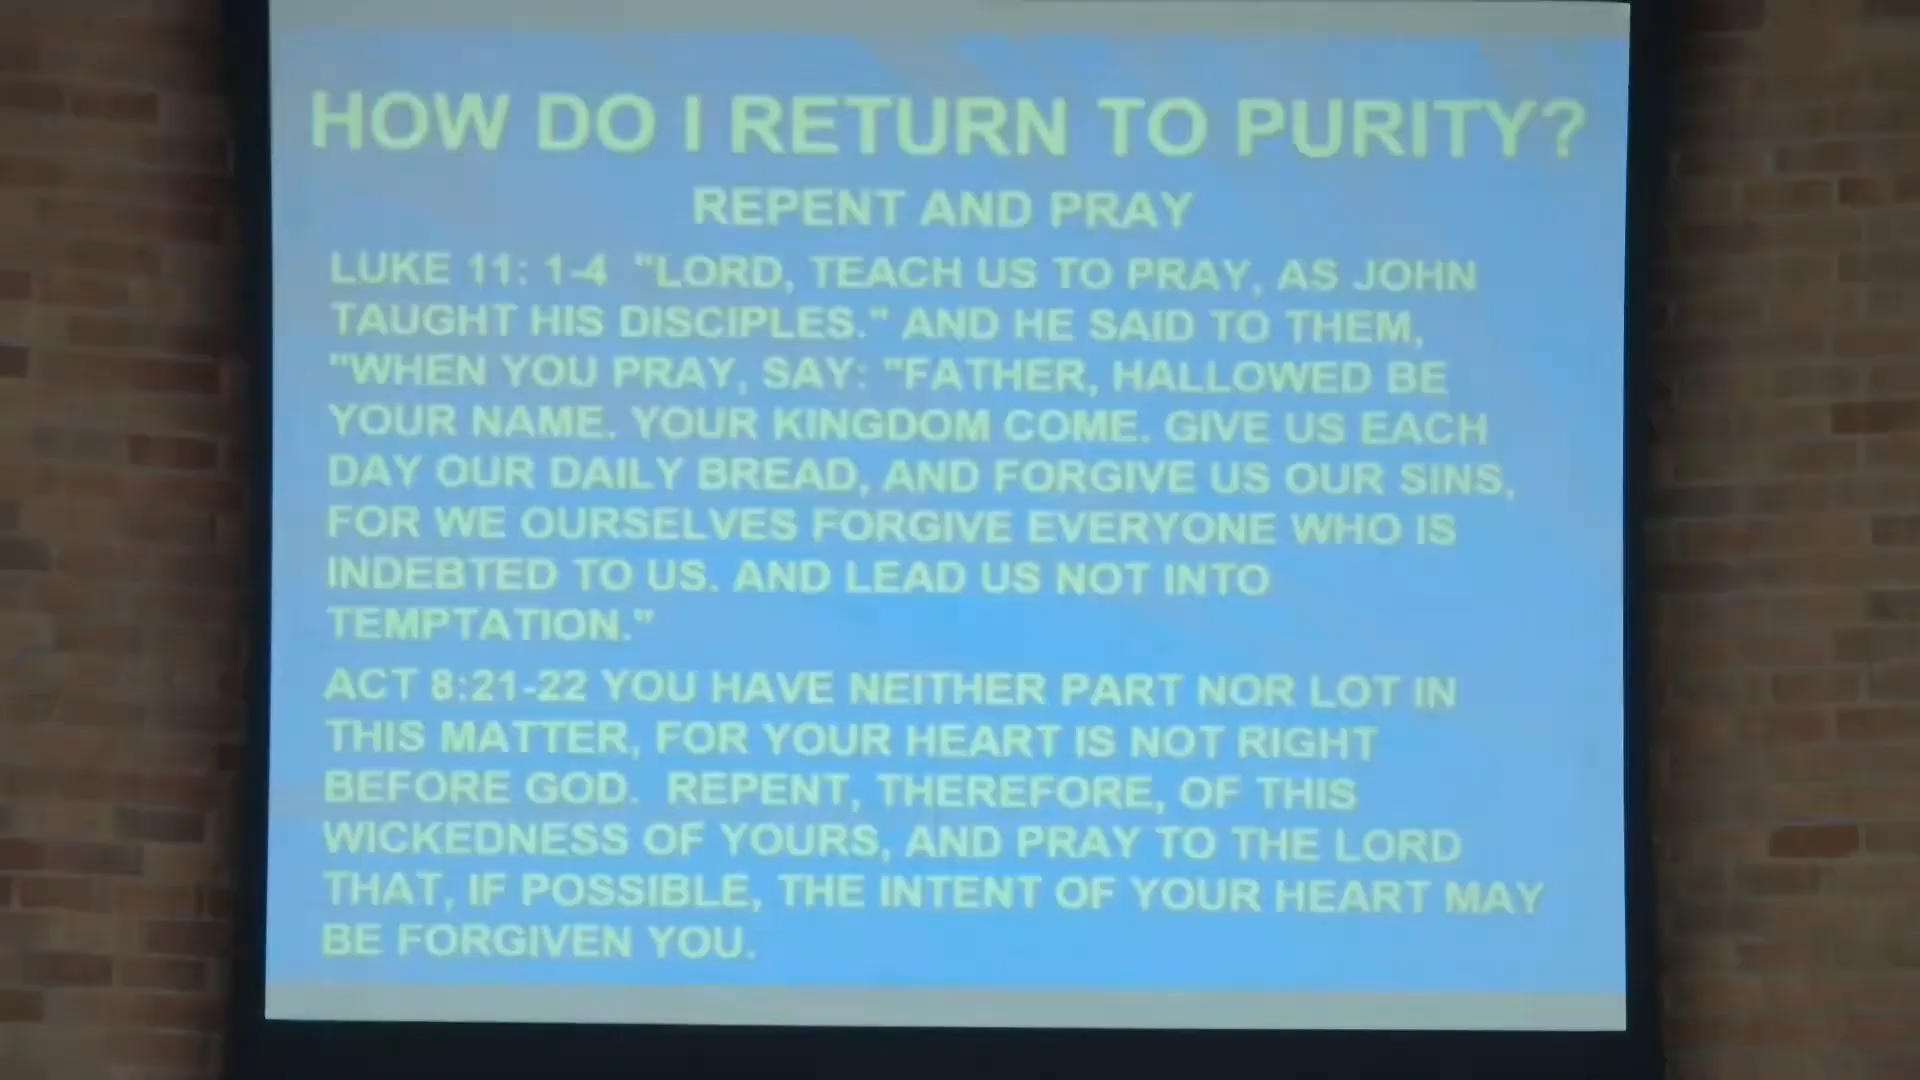 HOW DO I RETURN TO PURITY?
REPENT AND PRAY
LUKE 11: 1-4 "LORD, TEACH US TO PRAY, AS JOHN
TAUGHT HIS DISCIPLES." AND HE SAID TO THEM,
"WHEN YOU PRAY, SAY: "FATHER, HALLOWED BE
YOUR NAME. YOUR KINGDOM COME. GIVE US EACH
DAY OUR DAILY BREAD, AND FORGIVE US OUR SINS,
FOR WE OURSELVES FORGIVE EVERYONE WHO IS
INDEBTED TO US. AND LEAD US NOT INTO
TEMPTATION."
ACT 8:21-22 YOU HAVE NEITHER PART NOR LOT IN
THIS MATTER, FOR YOUR HEART IS NOT RIGHT
BEFORE GOD. REPENT, THEREFORE, OF THIS
WICKEDNESS OF YOURS, AND PRAY TO THE LORD
THAT, IF POSSIBLE, THE INTENT OF YOUR HEART MAY
BE FORGIVEN YOU.